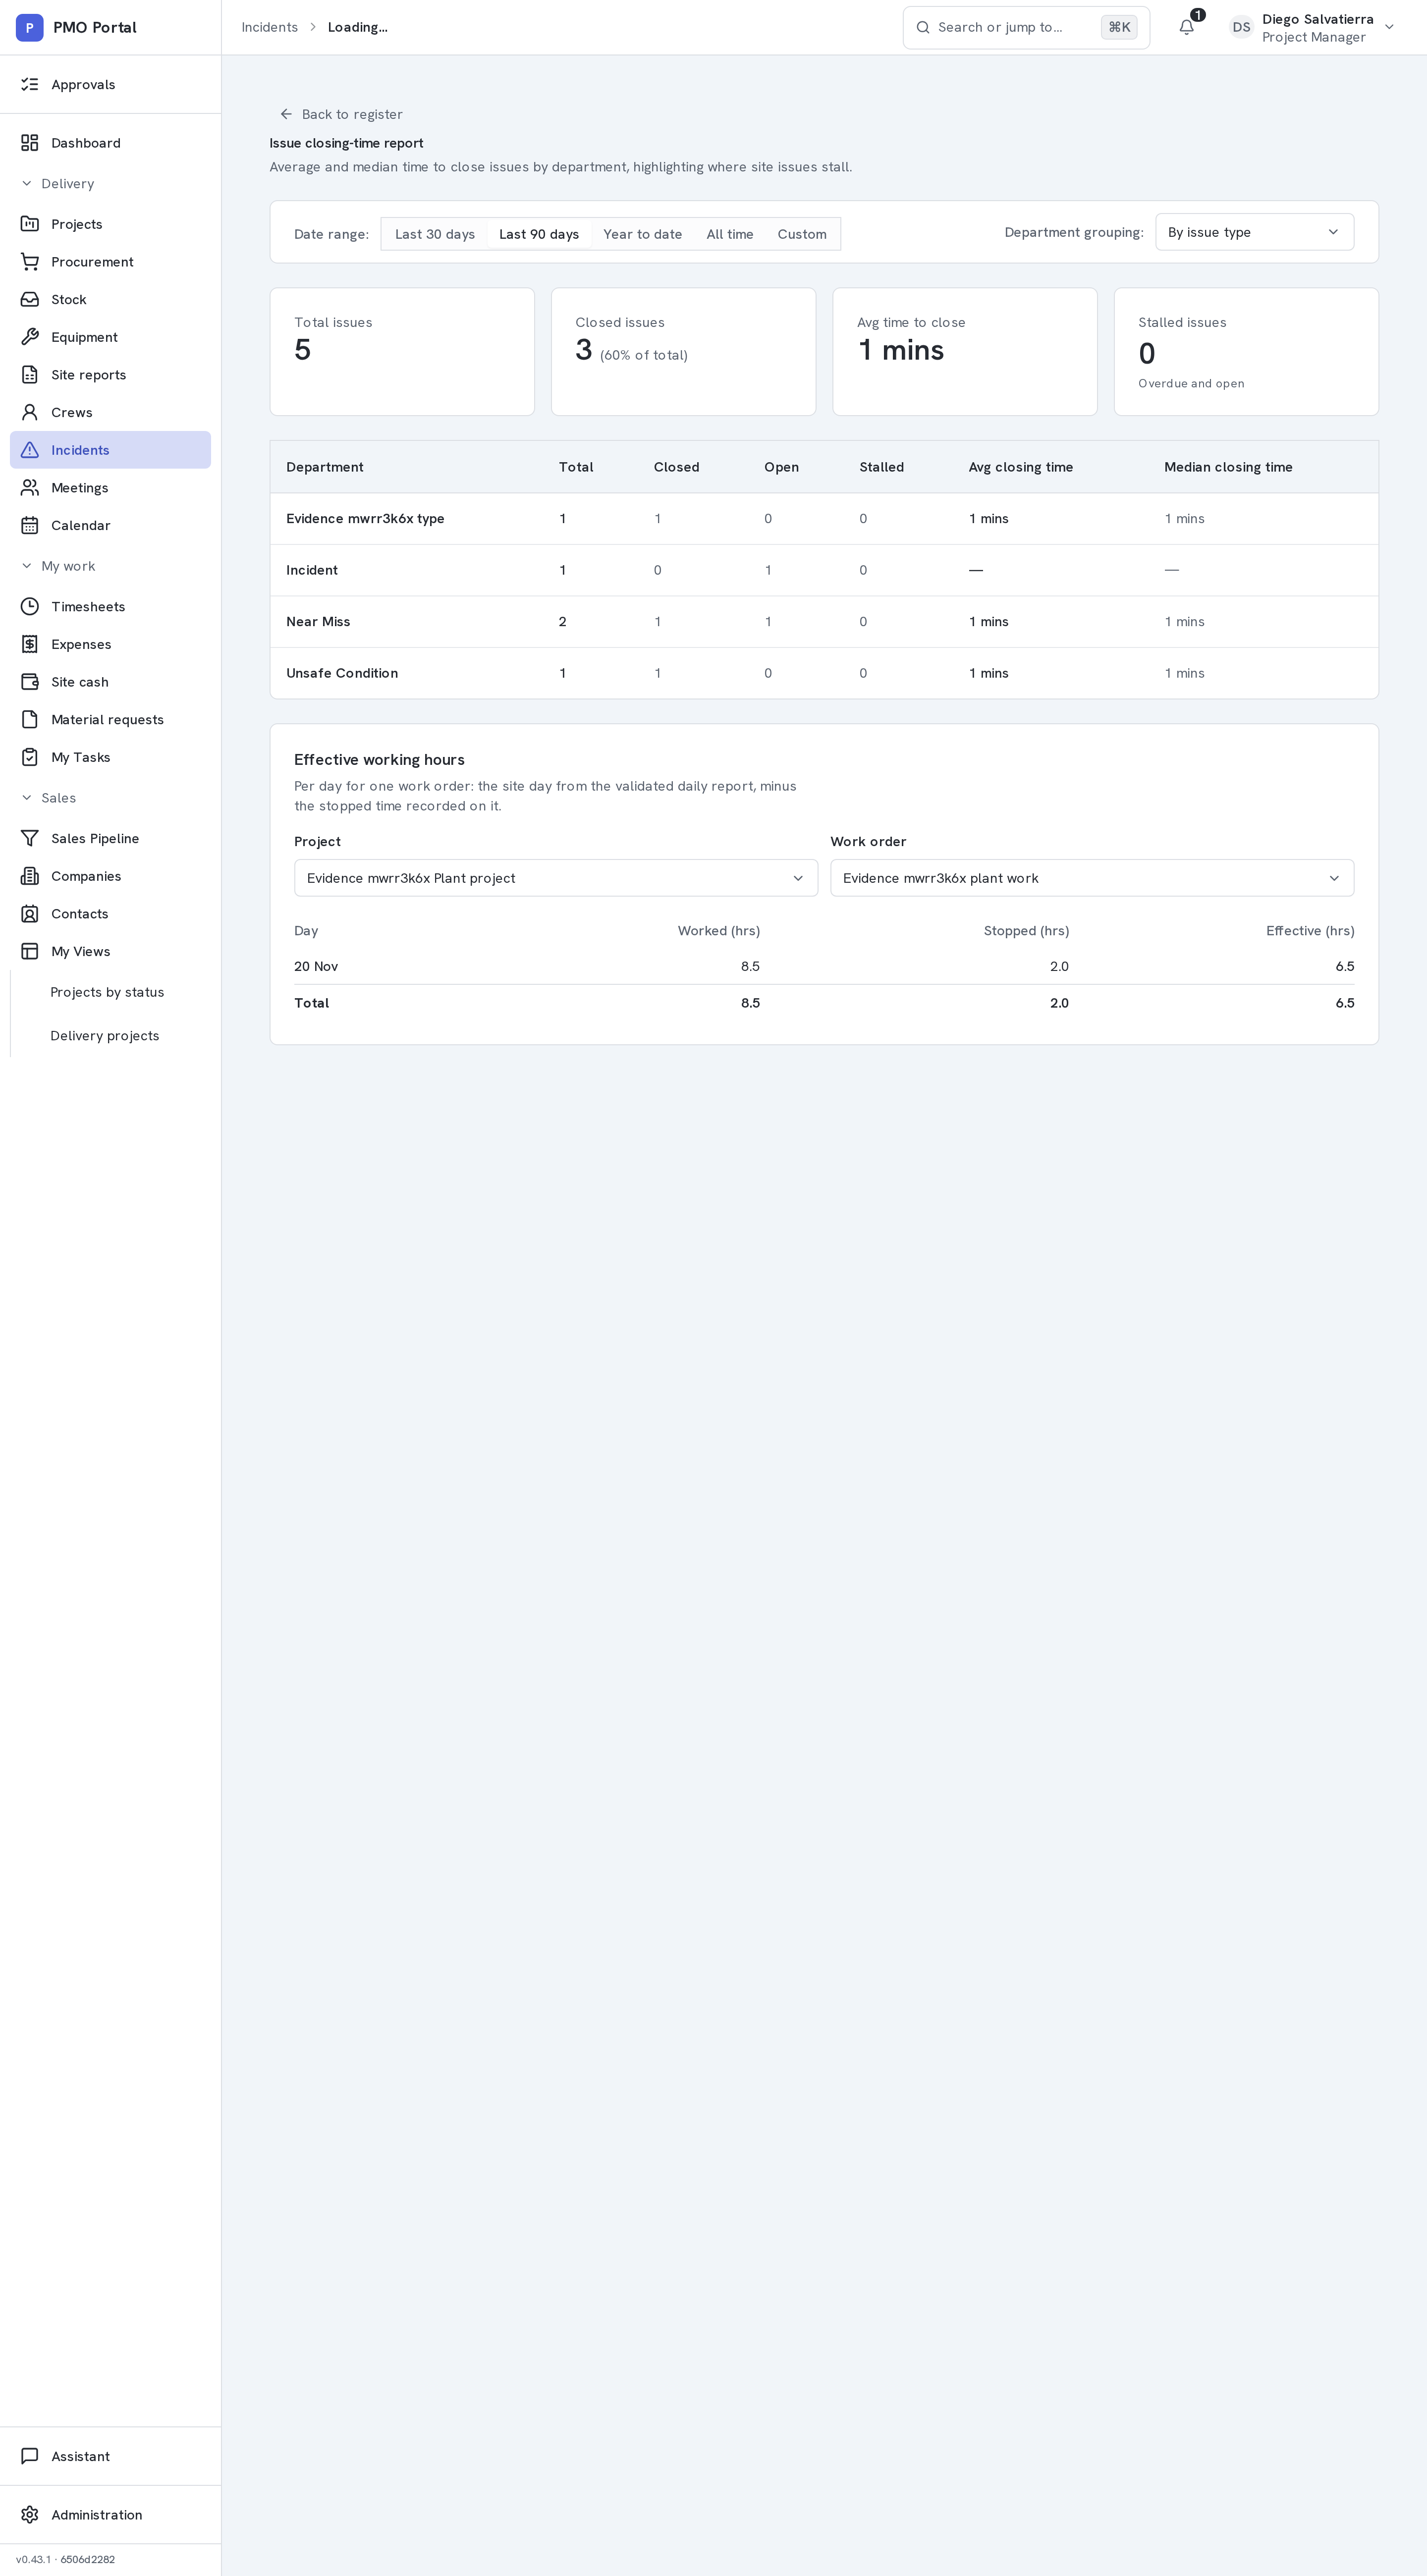 P PMO Portal
Incidents > Loading...
Search or jump to... ⌘K
1
DS Diego Salvatierra
Project Manager
Approvals
Dashboard
Delivery
Projects
Procurement
Stock
Equipment
Site reports
Crews
Incidents
Meetings
Calendar
My work
Timesheets
Expenses
Site cash
Material requests
My Tasks
Sales
Sales Pipeline
Companies
Contacts
My Views
Projects by status
Delivery projects
Assistant
Administration
v0.43.1 · 6506d2282
Back to register
Issue closing-time report
Average and median time to close issues by department, highlighting where site issues stall.
Date range: Last 30 days Last 90 days Year to date All time Custom Department grouping: By issue type
Total issues
5
Closed issues
3 (60% of total)
Avg time to close
1 mins
Stalled issues
0
Overdue and open
Department Total Closed Open Stalled Avg closing time Median closing time
Evidence mwrr3k6x type 1 1 0 0 1 mins 1 mins
Incident 1 0 1 0 — —
Near Miss 2 1 1 0 1 mins 1 mins
Unsafe Condition 1 1 0 0 1 mins 1 mins
Effective working hours
Per day for one work order: the site day from the validated daily report, minus
the stopped time recorded on it.
Project Work order
Evidence mwrr3k6x Plant project Evidence mwrr3k6x plant work
Day Worked (hrs) Stopped (hrs) Effective (hrs)
20 Nov 8.5 2.0 6.5
Total 8.5 2.0 6.5